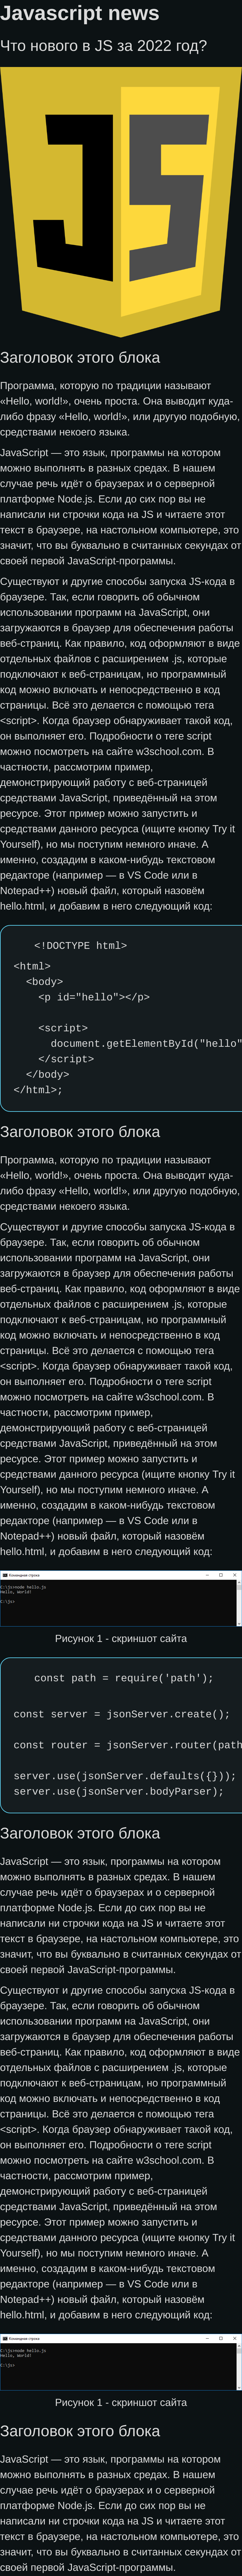 Javascript news
Что нового в JS за 2022 год?
JS
Заголовок этого блока
Программа, которую по традиции называют
«Hello, world!», очень проста. Она выводит куда-
либо фразу «Hello, world!», или другую подобную,
средствами некоего языка.
JavaScript — это язык, программы на котором
можно выполнять в разных средах. В нашем
случае речь идёт о браузерах и о серверной
платформе Node.js. Если до сих пор вы не
написали ни строчки кода на JS и читаете этот
текст в браузере, на настольном компьютере, это
значит, что вы буквально в считанных секундах от
своей первой JavaScript-программы.
Существуют и другие способы запуска JS-кода в
браузере. Так, если говорить об обычном
использовании программ на JavaScript, они
загружаются в браузер для обеспечения работы
веб-страниц. Как правило, код оформляют в виде
отдельных файлов с расширением .js, которые
подключают к веб-страницам, но программный
код можно включать и непосредственно в код
страницы. Всё это делается с помощью тега
<script>. Когда браузер обнаруживает такой код,
он выполняет его. Подробности о теге script
можно посмотреть на сайте w3school.com. В
частности, рассмотрим пример,
демонстрирующий работу с веб-страницей
средствами JavaScript, приведённый на этом
ресурсе. Этот пример можно запустить и
средствами данного ресурса (ищите кнопку Try it
Yourself), но мы поступим немного иначе. А
именно, создадим в каком-нибудь текстовом
редакторе (например — в VS Code или в
Notepad++) новый файл, который назовём
hello.html, и добавим в него следующий код:
<!DOCTYPE html>
<html>
<body>
<p id="hello"></p>
<script>
document.getElementById("hello"
</script>
</body>
</html>;
Заголовок этого блока
Программа, которую по традиции называют
«Hello, world!», очень проста. Она выводит куда-
либо фразу «Hello, world!», или другую подобную,
средствами некоего языка.
Существуют и другие способы запуска JS-кода в
браузере. Так, если говорить об обычном
использовании программ на JavaScript, они
загружаются в браузер для обеспечения работы
веб-страниц. Как правило, код оформляют в виде
отдельных файлов с расширением .js, которые
подключают к веб-страницам, но программный
код можно включать и непосредственно в код
страницы. Всё это делается с помощью тега
<script>. Когда браузер обнаруживает такой код,
он выполняет его. Подробности о теге script
можно посмотреть на сайте w3school.com. В
частности, рассмотрим пример,
демонстрирующий работу с веб-страницей
средствами JavaScript, приведённый на этом
ресурсе. Этот пример можно запустить и
средствами данного ресурса (ищите кнопку Try it
Yourself), но мы поступим немного иначе. А
именно, создадим в каком-нибудь текстовом
редакторе (например — в VS Code или в
Notepad++) новый файл, который назовём
hello.html, и добавим в него следующий код:
Командная строка
C:\js>node hello.js
Hello, World!
C:\js>
Рисунок 1 - скриншот сайта
const path = require('path');
const server = jsonServer.create();
const router = jsonServer.router(path
server.use(jsonServer.defaults({}));
server.use(jsonServer.bodyParser);
Заголовок этого блока
JavaScript — это язык, программы на котором
можно выполнять в разных средах. В нашем
случае речь идёт о браузерах и о серверной
платформе Node.js. Если до сих пор вы не
написали ни строчки кода на JS и читаете этот
текст в браузере, на настольном компьютере, это
значит, что вы буквально в считанных секундах от
своей первой JavaScript-программы.
Существуют и другие способы запуска JS-кода в
браузере. Так, если говорить об обычном
использовании программ на JavaScript, они
загружаются в браузер для обеспечения работы
веб-страниц. Как правило, код оформляют в виде
отдельных файлов с расширением .js, которые
подключают к веб-страницам, но программный
код можно включать и непосредственно в код
страницы. Всё это делается с помощью тега
<script>. Когда браузер обнаруживает такой код,
он выполняет его. Подробности о теге script
можно посмотреть на сайте w3school.com. В
частности, рассмотрим пример,
демонстрирующий работу с веб-страницей
средствами JavaScript, приведённый на этом
ресурсе. Этот пример можно запустить и
средствами данного ресурса (ищите кнопку Try it
Yourself), но мы поступим немного иначе. А
именно, создадим в каком-нибудь текстовом
редакторе (например — в VS Code или в
Notepad++) новый файл, который назовём
hello.html, и добавим в него следующий код:
Командная строка
C:\js>node hello.js
Hello, World!
C:\js>
Рисунок 1 - скриншот сайта
Заголовок этого блока
JavaScript — это язык, программы на котором
можно выполнять в разных средах. В нашем
случае речь идёт о браузерах и о серверной
платформе Node.js. Если до сих пор вы не
написали ни строчки кода на JS и читаете этот
текст в браузере, на настольном компьютере, это
значит, что вы буквально в считанных секундах от
своей первой JavaScript-программы.